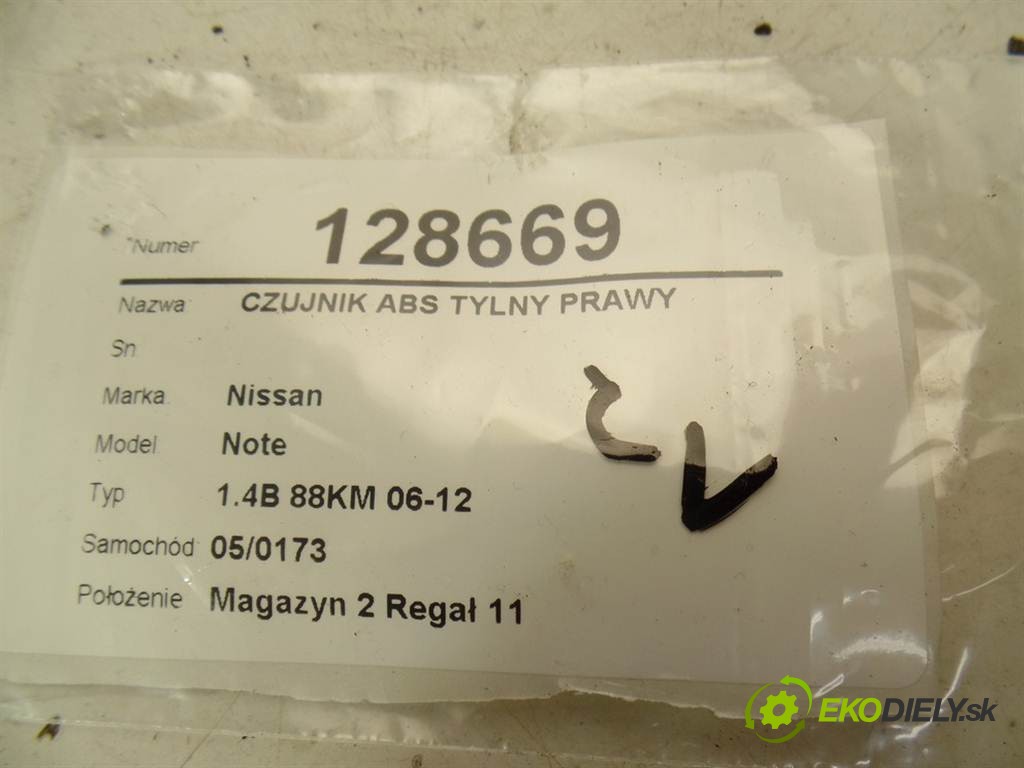 Numer 128669
Nazwa CZUJNIK ABS TYLNY PRAWY
Sn
Marka Nissan
Model Note
Typ 1.4B 88KM 06-12
Samochód 05/0173
Położenie Magazyn 2 Regał 11
EKODIELY.sk